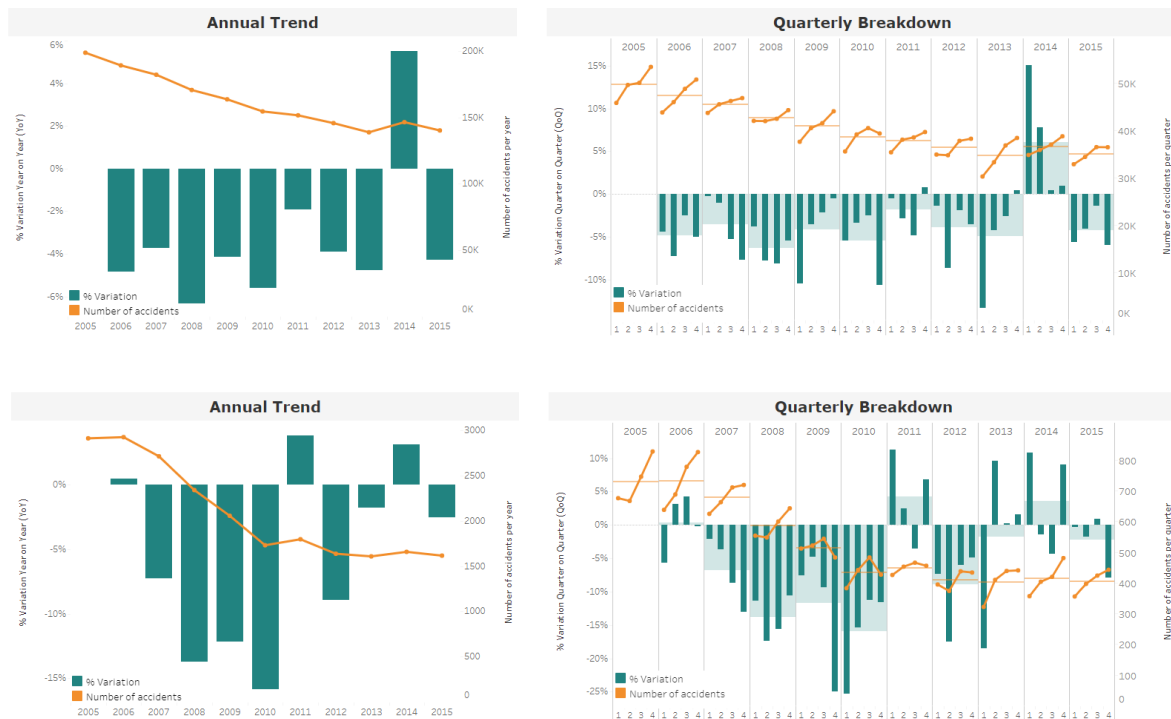 Annual Trend
6%
4%
2%
0%
-2%
-4%
-6%
% Variation Year on Year (YoY)
200K
150K
100K
50K
0K
Number of accidents per year
% Variation
Number of accidents
2005 2006 2007 2008 2009 2010 2011 2012 2013 2014 2015
Quarterly Breakdown
2005 2006 2007 2008 2009 2010 2011 2012 2013 2014 2015
15%
10%
5%
0%
-5%
-10%
% Variation Quarter on Quarter (QoQ)
50K
40K
30K
20K
10K
0K
Number of accidents per quarter
% Variation
Number of accidents
1 2 3 4 1 2 3 4 1 2 3 4 1 2 3 4 1 2 3 4 1 2 3 4 1 2 3 4 1 2 3 4 1 2 3 4 1 2 3 4 1 2 3 4
Annual Trend
0%
-5%
-10%
-15%
% Variation Year on Year (YoY)
3000
2500
2000
1500
1000
500
0
Number of accidents per year
% Variation
Number of accidents
2005 2006 2007 2008 2009 2010 2011 2012 2013 2014 2015
Quarterly Breakdown
2005 2006 2007 2008 2009 2010 2011 2012 2013 2014 2015
10%
5%
0%
-5%
-10%
-15%
-20%
-25%
% Variation Quarter on Quarter (QoQ)
800
700
600
500
400
300
200
100
0
Number of accidents per quarter
% Variation
Number of accidents
1 2 3 4 1 2 3 4 1 2 3 4 1 2 3 4 1 2 3 4 1 2 3 4 1 2 3 4 1 2 3 4 1 2 3 4 1 2 3 4 1 2 3 4